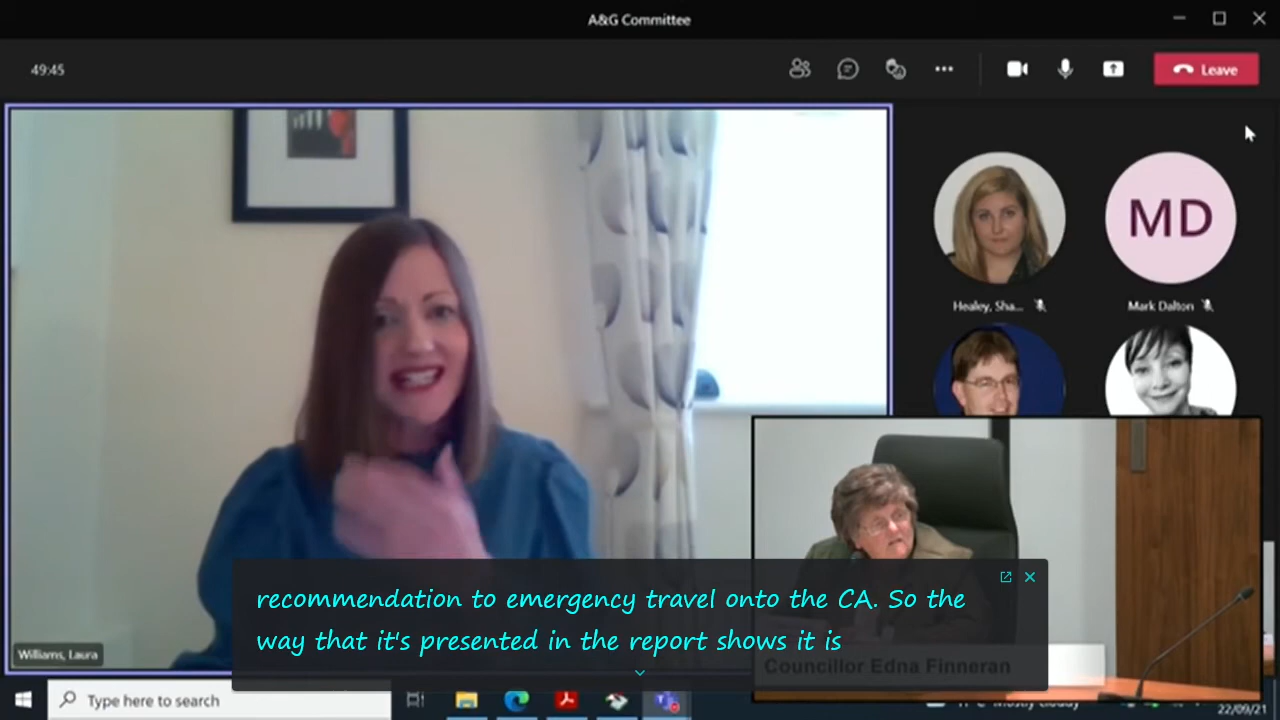 A&G Committee
49:45
Leave
MD
Healey, Sha...
Mark Dalton
recommendation to emergency travel onto the CA. So the
way that it's presented in the report shows it is
Williams, Laura
Councillor Edna Finneran
Type here to search
22/09/21